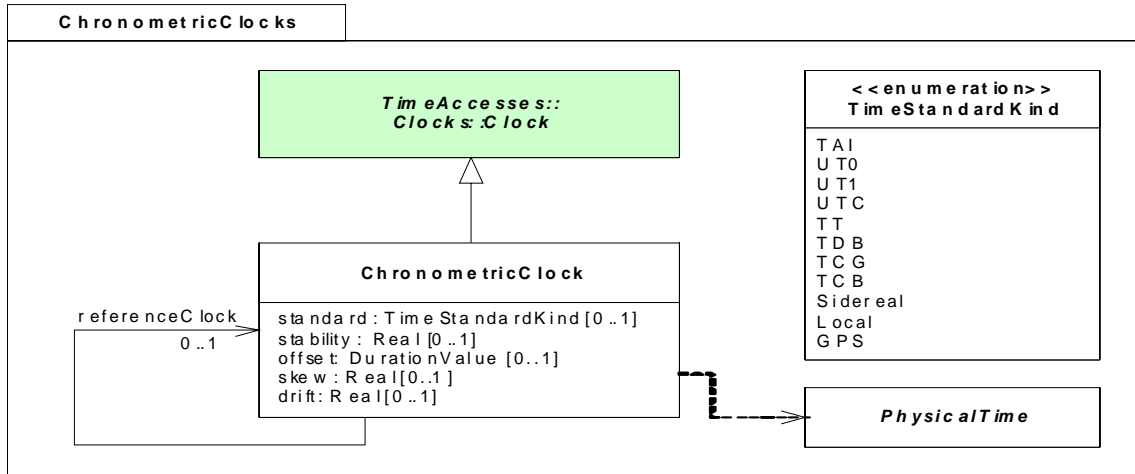 ChronometricClocks
TimeAccesses::
Clocks::Clock
<<enumeration>>
TimeStandardKind
TAI
UT0
UT1
UTC
TT
TDB
TCG
TCB
Sidereal
Local
GPS
ChronometricClock
standard: TimeStandardKind [0..1]
stability: Real [0..1]
offset: DurationValue [0..1]
skew: Real [0..1]
drift: Real [0..1]
referenceClock
0..1
PhysicalTime